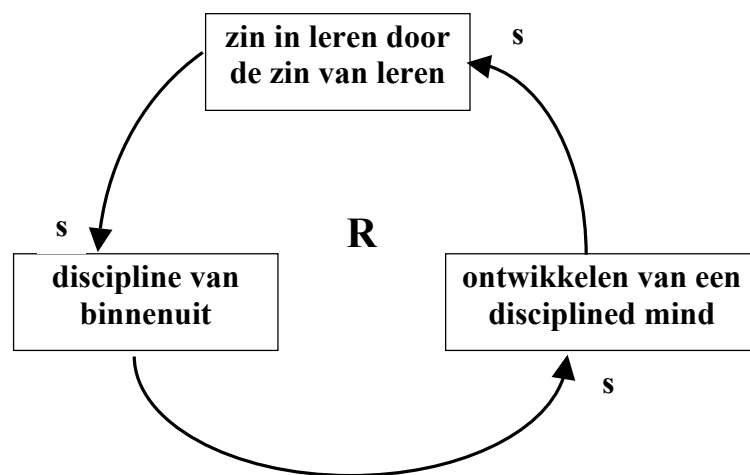 zin in leren door
de zin van leren
s
s
R
discipline van
binnenuit
ontwikkelen van een
disciplined mind
s